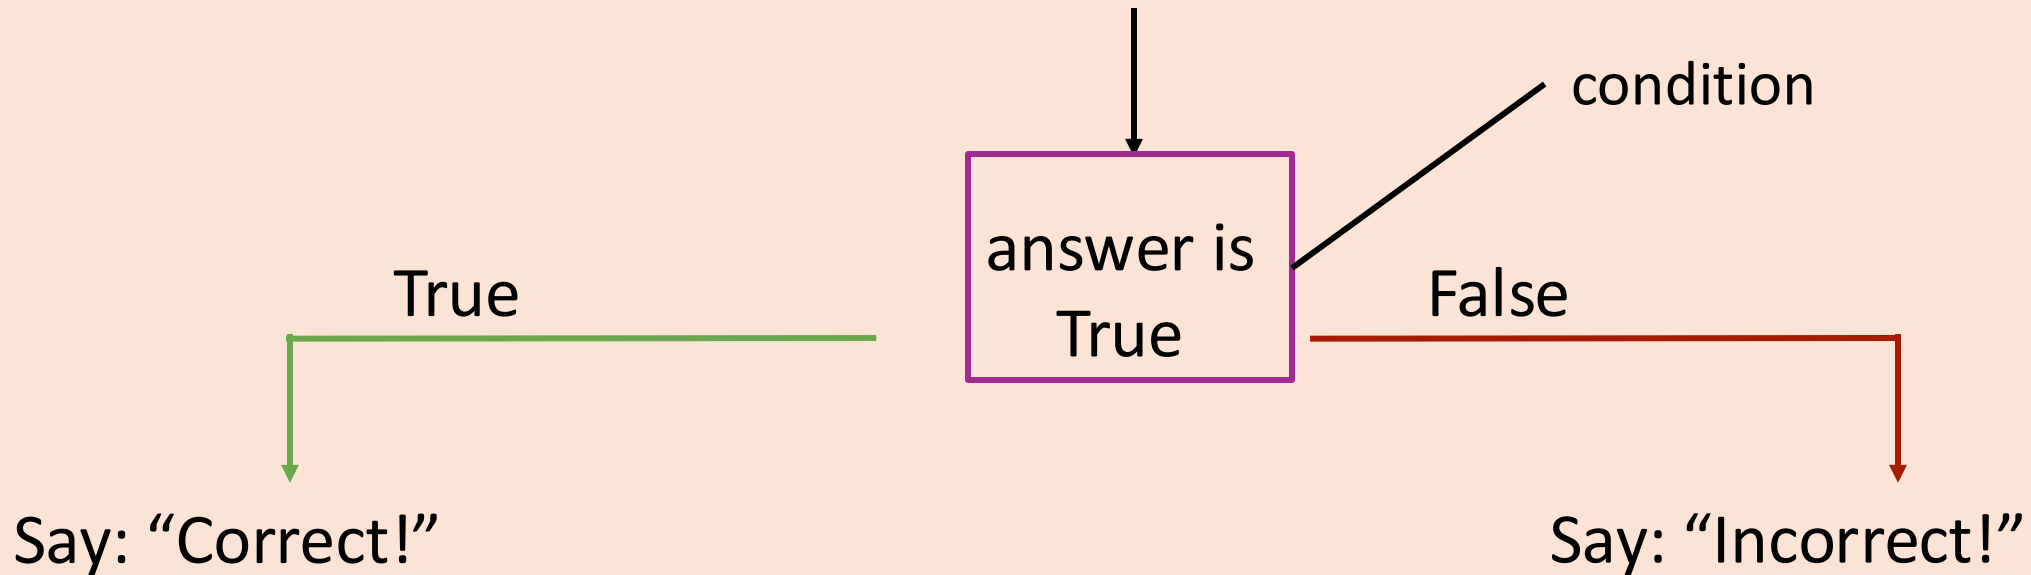 condition
answer is
True
True
False
Say: “Correct!”
Say: “Incorrect!”